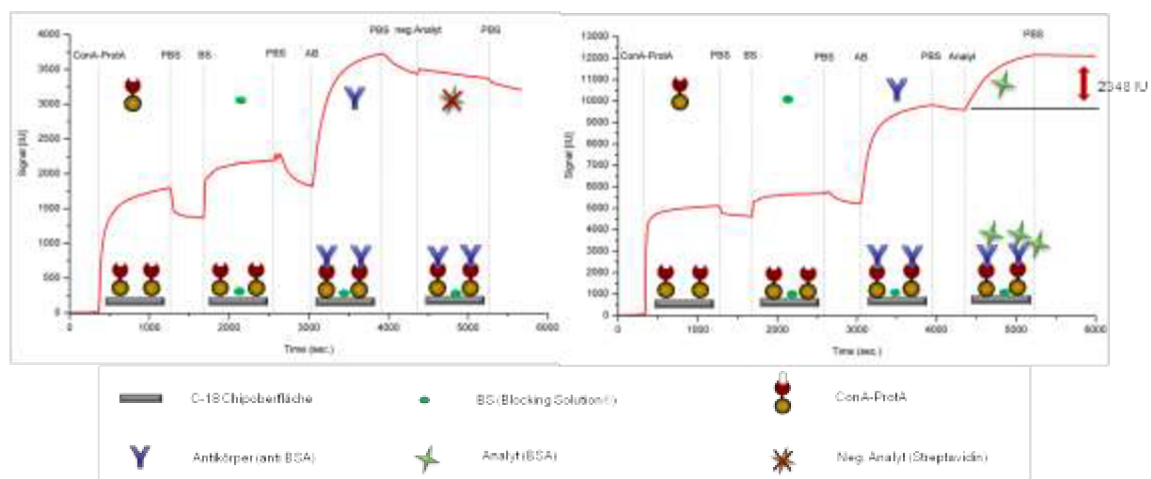 ConA-ProtA PBS BS PBS AB PBS neg.Analyt PBS
4000
3500
3000
2500
2000
1500
1000
500
0
Signal [IU]
0 1000 2000 3000 4000 5000 6000
Time (sec.)
ConA-ProtA PBS BS PBS AB PBS Analyt PBS
13000
12000
11000
10000
9000
8000
7000
6000
5000
4000
3000
2000
1000
0
Signal [IU]
2348 IU
0 1000 2000 3000 4000 5000 6000
Time (sec.)
C-18 Chipoberfläche
BS (Blocking Solution®)
ConA-ProtA
Antikörper (anti BSA)
Analyt (BSA)
Neg. Analyt (Streptavidin)